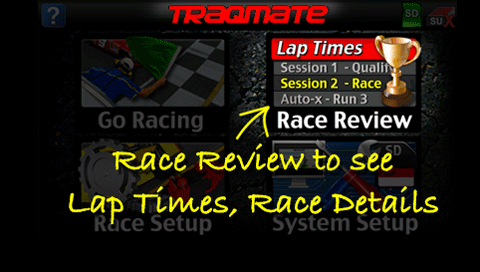 ?
TRAQMATE
SD
SUX
Lap Times
Session 1 - Qualif
Session 2 - Race
Auto-x - Run 3
Go Racing
Race Review
Race Review to see
SD
Lap Times, Race Details
Race Setup
System Setup